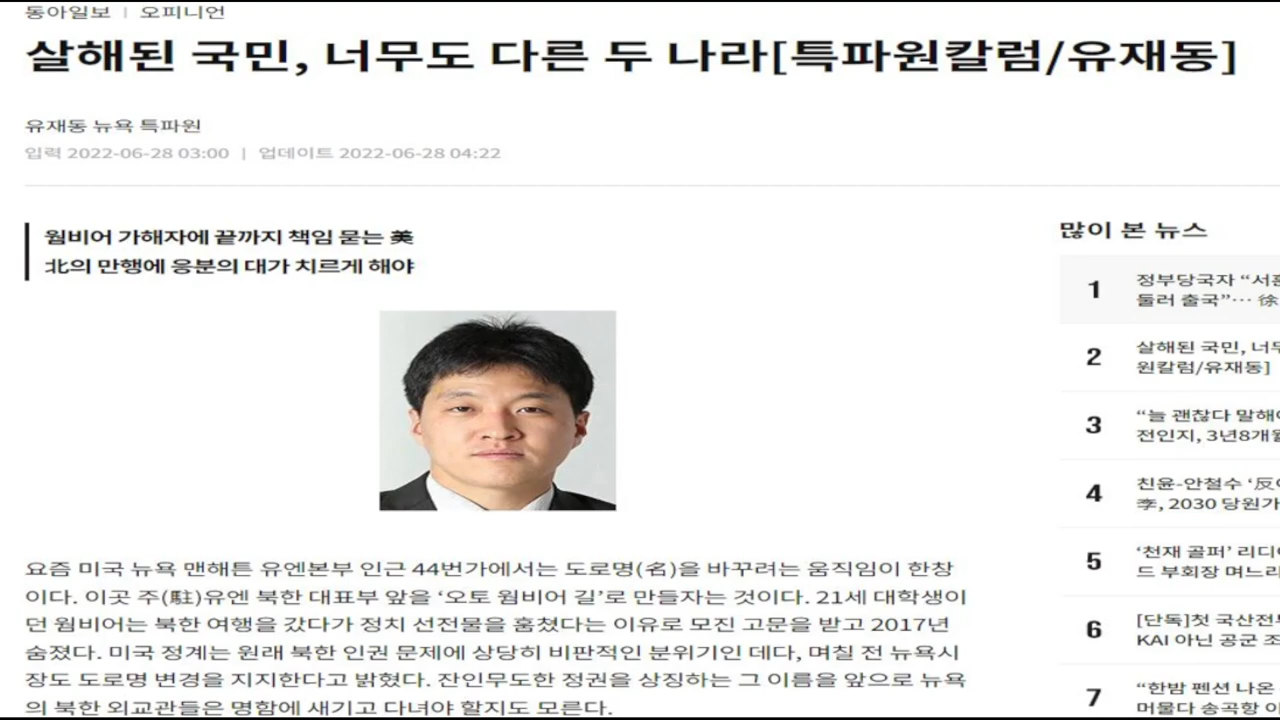 동아일보 | 오피니언
살해된 국민, 너무도 다른 두 나라[특파원칼럼/유재동]
유재동 뉴욕 특파원
입력 2022-06-28 03:00 | 업데이트 2022-06-28 04:22
웜비어 가해자에 끝까지 책임 묻는 美
北의 만행에 응분의 대가 치르게 해야
요즘 미국 뉴욕 맨해튼 유엔본부 인근 44번가에서는 도로명(名)을 바꾸려는 움직임이 한창
이다. 이곳 주(駐)유엔 북한 대표부 앞을 ‘오토 웜비어 길’로 만들자는 것이다. 21세 대학생이
던 웜비어는 북한 여행을 갔다가 정치 선전물을 훔쳤다는 이유로 모진 고문을 받고 2017년
숨졌다. 미국 정계는 원래 북한 인권 문제에 상당히 비판적인 분위기인 데다, 며칠 전 뉴욕시
장도 도로명 변경을 지지한다고 밝혔다. 잔인무도한 정권을 상징하는 그 이름을 앞으로 뉴욕
의 북한 외교관들은 명함에 새기고 다녀야 할지도 모른다.
많이 본 뉴스
1
정부당국자 “서훈
둘러 출국”… 徐
2
살해된 국민, 너무
원칼럼/유재동]
3
“늘 괜찮다 말해
전인지, 3년8개월
4
친윤-안철수 ‘反
李, 2030 당원가
5
‘천재 골퍼’ 리디
드 부회장 며느리
6
[단독]첫 국산전
KAI 아닌 공군 조
7
“한밤 펜션 나온
머물다 송곡항 이